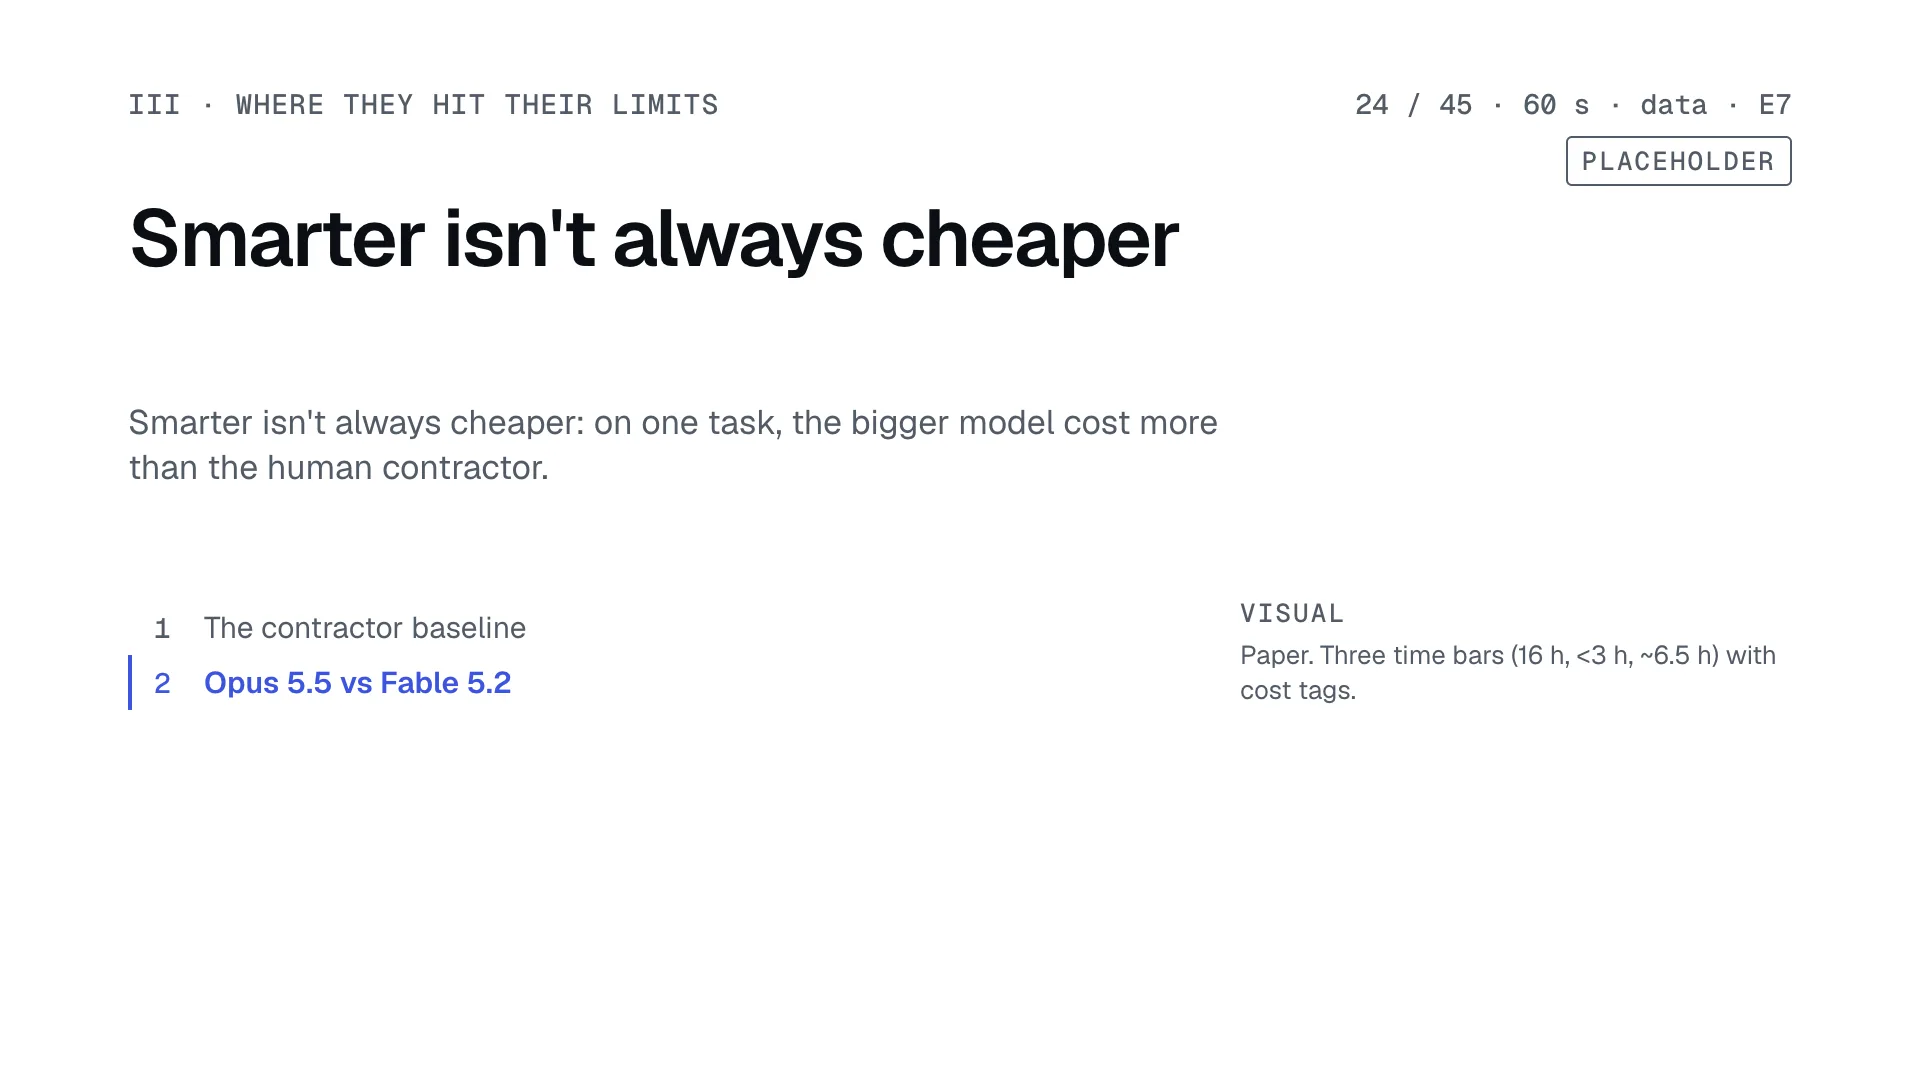 III · WHERE THEY HIT THEIR LIMITS
24 / 45 · 60 s · data · E7
PLACEHOLDER
Smarter isn't always cheaper
Smarter isn't always cheaper: on one task, the bigger model cost more
than the human contractor.
1 The contractor baseline
2 Opus 5.5 vs Fable 5.2
VISUAL
Paper. Three time bars (16 h, <3 h, ~6.5 h) with
cost tags.